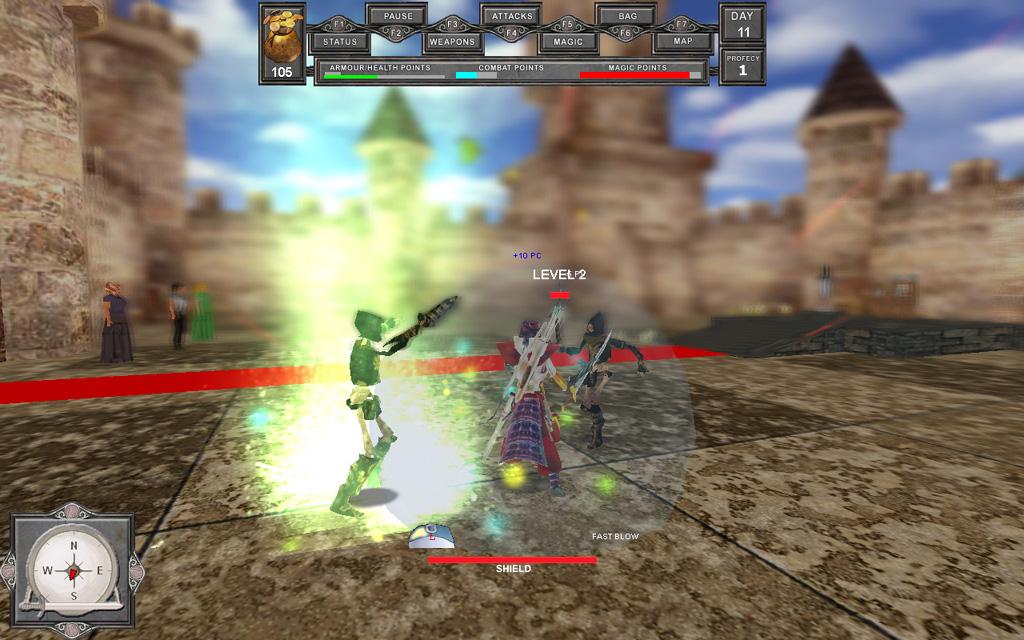 F1
PAUSE
F2
F3
ATTACKS
F4
F5
BAG
F6
F7
DAY
11
STATUS
WEAPONS
MAGIC
MAP
105
ARMOUR/HEALTH POINTS
COMBAT POINTS
MAGIC POINTS
PROFECY
1
+10 PC
LEVEL 2
FAST BLOW
SHIELD
N
W
E
S